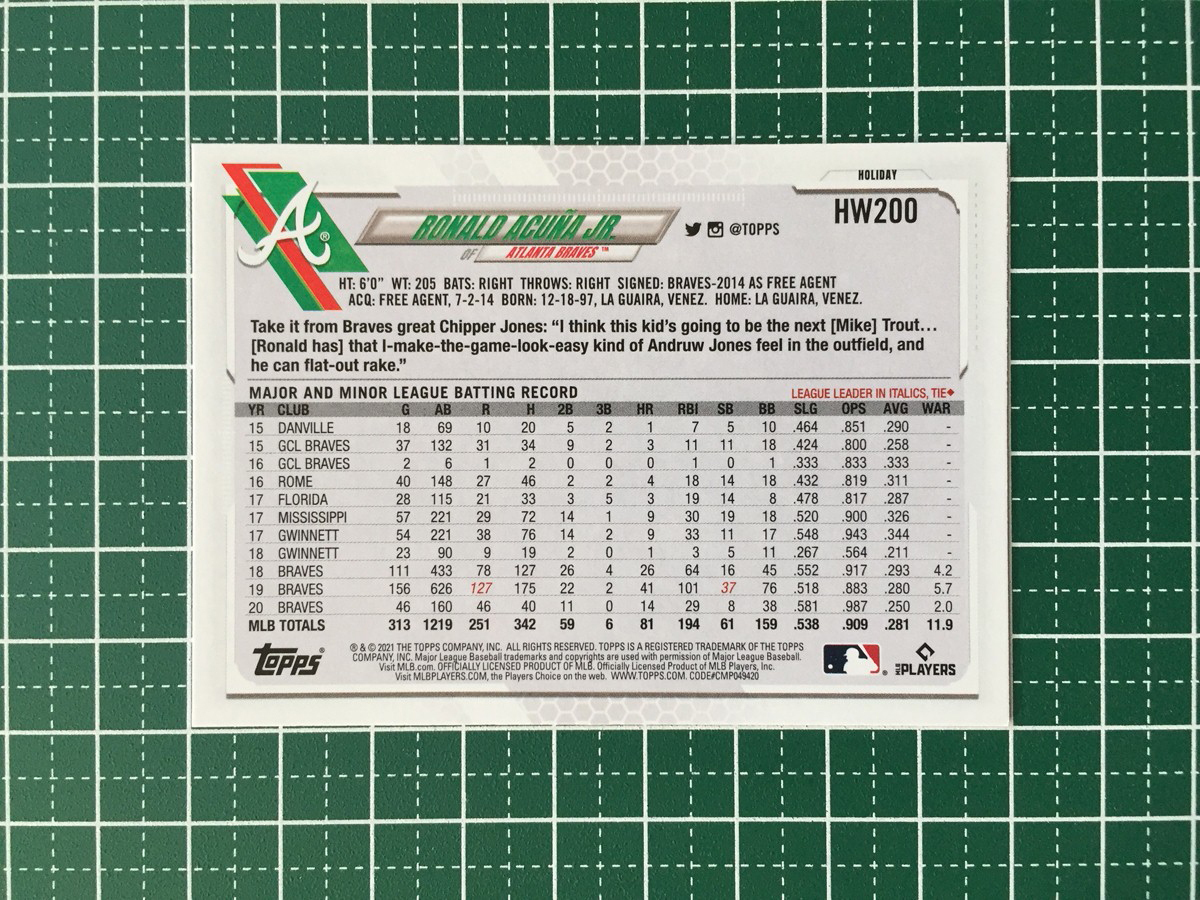 HOLIDAY
HW200
A ®
RONALD ACUÑA JR.
@TOPPS
OF ATLANTA BRAVES™
HT: 6'0" WT: 205 BATS: RIGHT THROWS: RIGHT SIGNED: BRAVES-2014 AS FREE AGENT
ACQ: FREE AGENT, 7-2-14 BORN: 12-18-97, LA GUAIRA, VENEZ. HOME: LA GUAIRA, VENEZ.
Take it from Braves great Chipper Jones: “I think this kid’s going to be the next [Mike] Trout…
[Ronald has] that I-make-the-game-look-easy kind of Andruw Jones feel in the outfield, and
he can flat-out rake.”
MAJOR AND MINOR LEAGUE BATTING RECORD LEAGUE LEADER IN ITALICS, TIE◆
YR CLUB G AB R H 2B 3B HR RBI SB BB SLG OPS AVG WAR
15 DANVILLE 18 69 10 20 5 2 1 7 5 10 .464 .851 .290 -
15 GCL BRAVES 37 132 31 34 9 2 3 11 11 18 .424 .800 .258 -
16 GCL BRAVES 2 6 1 2 0 0 0 1 0 1 .333 .833 .333 -
16 ROME 40 148 27 46 2 2 4 18 14 18 .432 .819 .311 -
17 FLORIDA 28 115 21 33 3 5 3 19 14 8 .478 .817 .287 -
17 MISSISSIPPI 57 221 29 72 14 1 9 30 19 18 .520 .900 .326 -
17 GWINNETT 54 221 38 76 14 2 9 33 11 17 .548 .943 .344 -
18 GWINNETT 23 90 9 19 2 0 1 3 5 11 .267 .564 .211 -
18 BRAVES 111 433 78 127 26 4 26 64 16 45 .552 .917 .293 4.2
19 BRAVES 156 626 127 175 22 2 41 101 37 76 .518 .883 .280 5.7
20 BRAVES 46 160 46 40 11 0 14 29 8 38 .581 .987 .250 2.0
MLB TOTALS 313 1219 251 342 59 6 81 194 61 159 .538 .909 .281 11.9
TOPPS®
® & © 2021 THE TOPPS COMPANY, INC. ALL RIGHTS RESERVED. TOPPS IS A REGISTERED TRADEMARK OF THE TOPPS
COMPANY, INC. Major League Baseball trademarks and copyrights are used with permission of Major League Baseball.
Visit MLB.com. OFFICIALLY LICENSED PRODUCT OF MLB. Officially Licensed Product of MLB Players, Inc.
Visit MLBPLAYERS.COM, the Players Choice on the web. WWW.TOPPS.COM. CODE#CMP049420
MLB PLAYERS